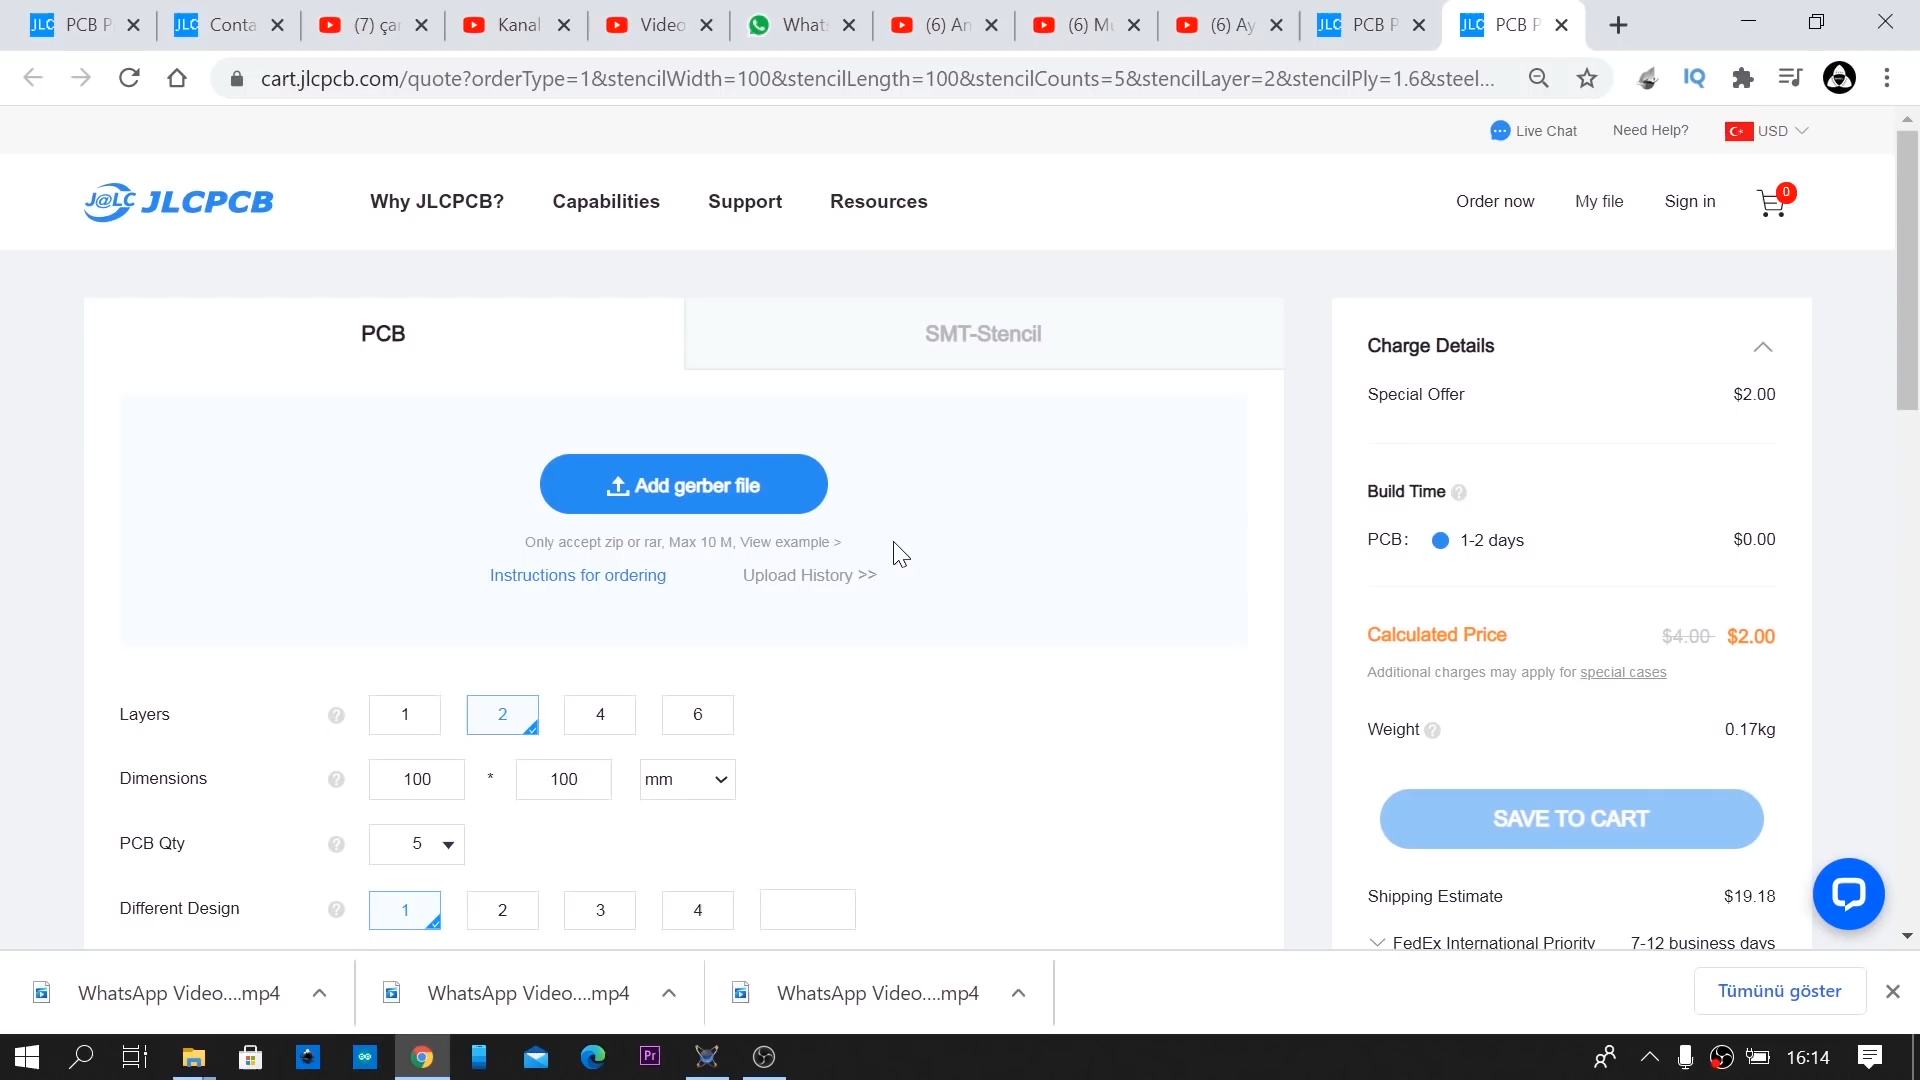 PCB P
Conta
(7) çar
Kanal
Video
Whats
(6) An
(6) Mu
(6) Ay
PCB P
PCB P
cart.jlcpcb.com/quote?orderType=1&stencilWidth=100&stencilLength=100&stencilCounts=5&stencilLayer=2&stencilPly=1.6&steel...
IQ
Live Chat
Need Help?
USD
J@LC JLCPCB
Why JLCPCB?
Capabilities
Support
Resources
Order now
My file
Sign in
0
PCB
SMT-Stencil
Add gerber file
Only accept zip or rar, Max 10 M, View example >
Instructions for ordering
Upload History >>
Layers
?
1
2
4
6
Dimensions
?
100
*
100
mm
PCB Qty
?
5
Different Design
?
1
2
3
4
Charge Details
Special Offer
$2.00
Build Time ?
PCB:
1-2 days
$0.00
Calculated Price
$4.00
$2.00
Additional charges may apply for special cases
Weight ?
0.17kg
SAVE TO CART
Shipping Estimate
$19.18
FedEx International Priority
7-12 business days
WhatsApp Video....mp4
WhatsApp Video....mp4
WhatsApp Video....mp4
Tümünü göster
Pr
16:14